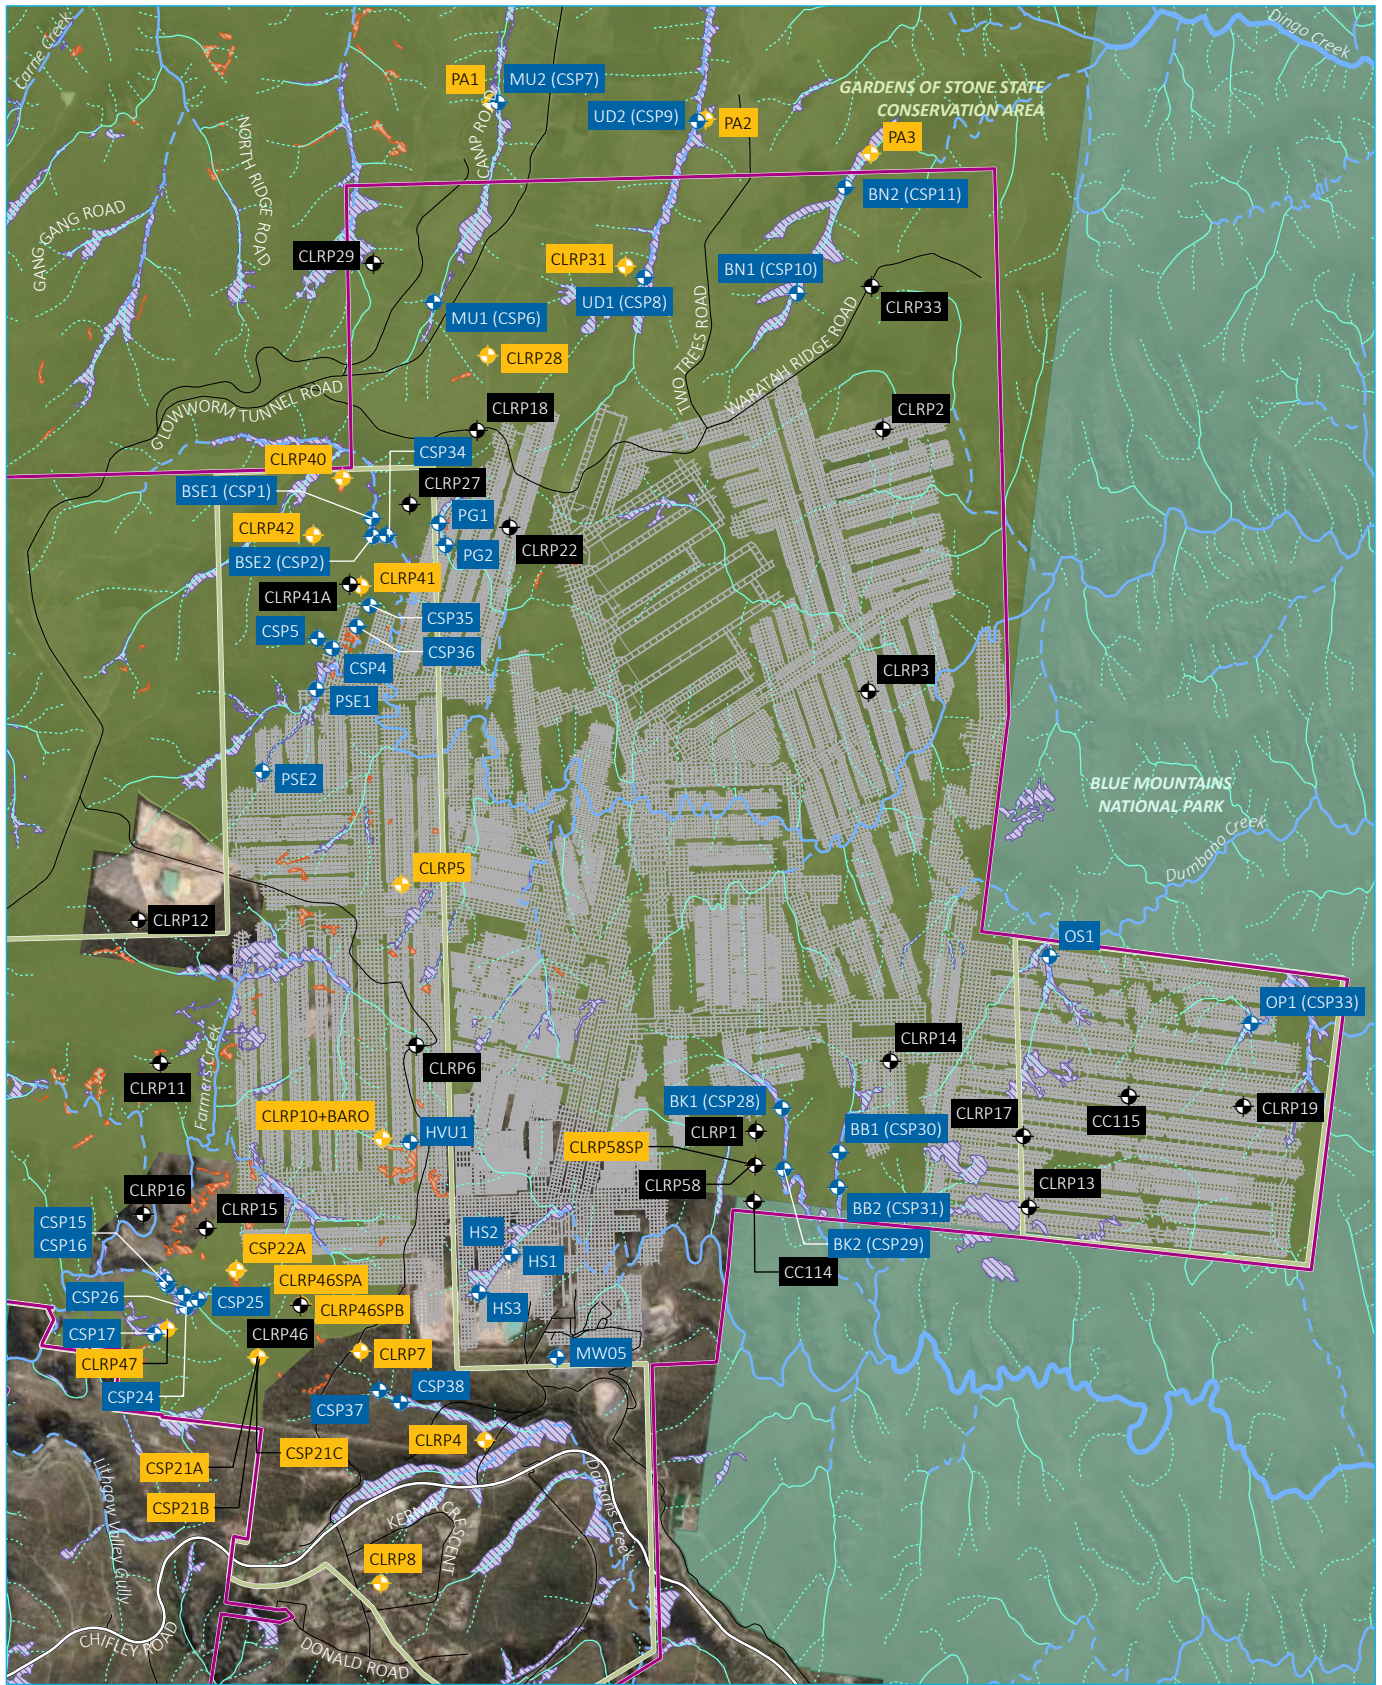 Carne Creek
Dingo Creek
PA1
MU2 (CSP7)
GARDENS OF STONE STATE
CONSERVATION AREA
UD2 (CSP9)
PA2
PA3
CAMP ROAD
NORTH RIDGE ROAD
BN2 (CSP11)
GANG GANG ROAD
CLRP29
CLRP31
BN1 (CSP10)
UD1 (CSP8)
CLRP33
MU1 (CSP6)
TWO TREES ROAD
WARATAH RIDGE ROAD
CLRP28
GLOWWORM TUNNEL ROAD
CLRP18
CLRP2
CSP34
CLRP40
CLRP27
BSE1 (CSP1)
PG1
CLRP42
CLRP22
BSE2 (CSP2)
PG2
CLRP41
CLRP41A
CSP35
CSP5
CSP36
CSP4
CLRP3
PSE1
PSE2
BLUE MOUNTAINS
NATIONAL PARK
Dumbano Creek
CLRP5
CLRP12
OS1
OP1 (CSP33)
Farmers Creek
CLRP14
CLRP6
CLRP11
BK1 (CSP28)
CLRP17
CLRP19
CC115
CLRP10+BARO
HVU1
CLRP1
BB1 (CSP30)
CLRP58SP
CLRP58
CLRP13
CLRP16
CLRP15
BB2 (CSP31)
CSP15
CSP16
HS2
BK2 (CSP29)
CSP22A
HS1
CC114
CLRP46SPA
CSP26
CSP25
CLRP46SPB
HS3
CSP17
CLRP46
CLRP47
CLRP7
MW05
CSP24
CSP38
CSP37
CLRP4
CSP21C
CSP21A
CSP21B
Lithgow Valley Gully
KERMA CRESCENT
Dargans Creek
CLRP8
CHIFLEY ROAD
DONALD ROAD